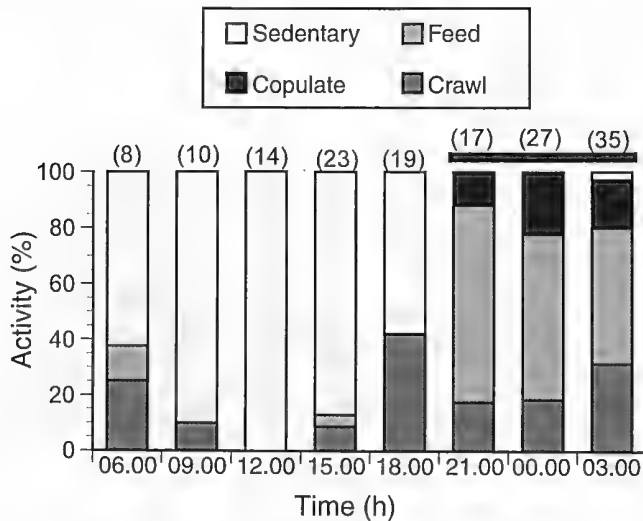 Sedentary Feed
Copulate Crawl
(8) (10) (14) (23) (19) (17) (27) (35)
100
80
60
40
20
0
Activity (%)
06.00 09.00 12.00 15.00 18.00 21.00 00.00 03.00
Time (h)